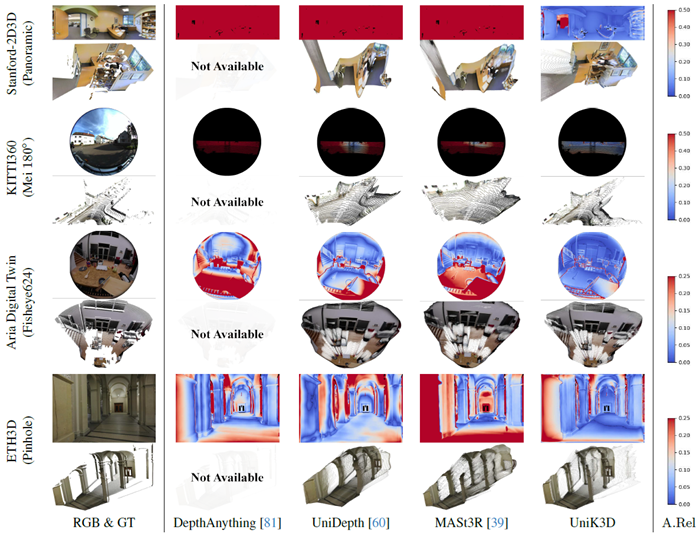 Stanford-2D3D
(Panoramic)
Not Available
0.50
0.40
0.30
0.20
0.10
0.00
KITTI360
(Mei 180°)
Not Available
0.50
0.40
0.30
0.20
0.10
0.00
Aria Digital Twin
(Fisheye624)
Not Available
0.25
0.20
0.15
0.10
0.05
0.00
ETH3D
(Pinhole)
Not Available
0.25
0.20
0.15
0.10
0.05
0.00
RGB & GT
DepthAnything [81]
UniDepth [60]
MASt3R [39]
UniK3D
A.Rel